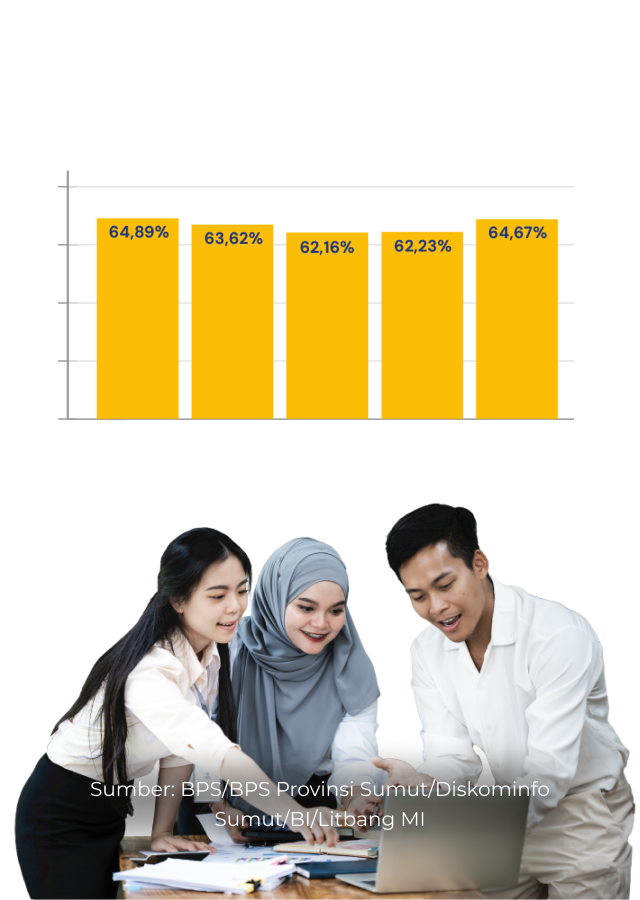 64,89%
63,62%
62,16%
62,23%
64,67%
Sumber: BPS/BPS Provinsi Sumut/Diskominfo
Sumut/BI/Litbang MI